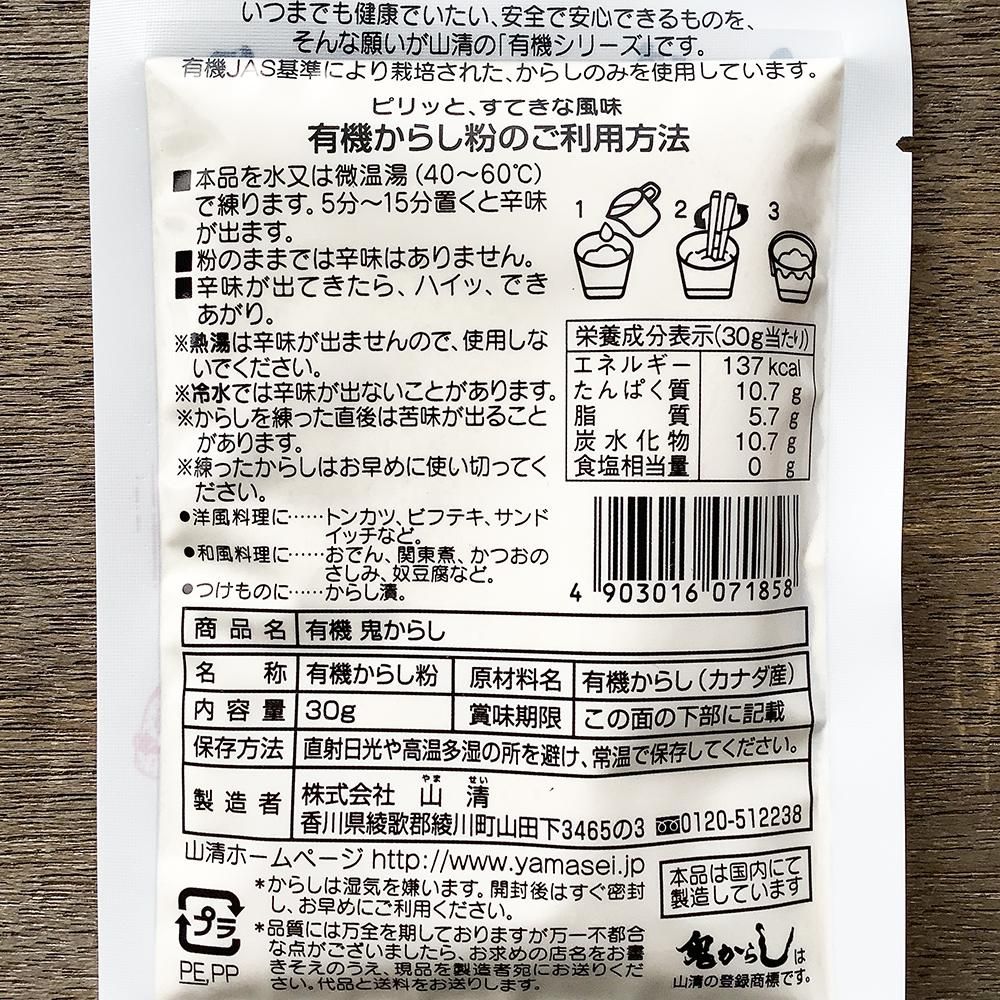 いつまでも健康でいたい、安全で安心できるものを、
そんな願いが山清の「有機シリーズ」です。
有機JAS基準により栽培された、からしのみを使用しています。
ピリッと、すてきな風味
有機からし粉のご利用方法
■本品を水又は微温湯(40～60℃)
で練ります。5分～15分置くと辛味
が出ます。
■粉のままでは辛味はありません。
■辛味が出てきたら、ハイッ、でき
あがり。
※熱湯は辛味が出ませんので、使用しな
いでください。
※冷水では辛味が出ないことがあります。
※からしを練った直後は苦味が出ること
があります。
※練ったからしはお早めに使い切ってく
ださい。
●洋風料理に……トンカツ、ビフテキ、サンド
イッチなど。
●和風料理に……おでん、関東煮、かつおの
さしみ、奴豆腐など。
●つけものに……からし漬。
1 2 3
栄養成分表示(30g当たり)
エネルギー 137kcal
たんぱく質 10.7 g
脂質 5.7 g
炭水化物 10.7 g
食塩相当量 0 g
4 903016 071858
商品名 有機 鬼からし
名称 有機からし粉 原材料名 有機からし(カナダ産)
内容量 30g 賞味期限 この面の下部に記載
保存方法 直射日光や高温多湿の所を避け、常温で保存してください。
製造者 株式会社 山清
やま せい
香川県綾歌郡綾川町山田下3465の3 0120-512238
山清ホームページ http://www.yamasei.jp
本品は国内にて
製造しています
プラ
PE,PP
*からしは湿気を嫌います。開封後はすぐ密封
し、お早めにご利用ください。
*品質には万全を期しておりますが万一不都合
な点がございましたら、お求めの店名をお書
きそえのうえ、現品を製造者宛にお送りくだ
さい。代品と送料をお送りします。
鬼からしは
山清の登録商標です。